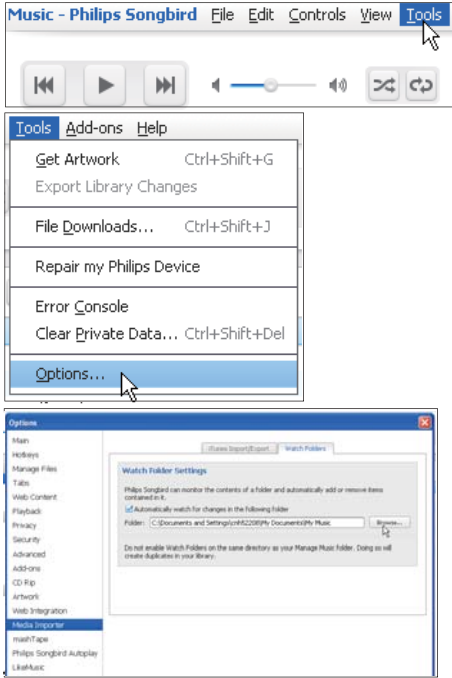 Music - Philips Songbird File Edit Controls View Tools
Tools Add-ons Help
Get Artwork Ctrl+Shift+G
Export Library Changes
File Downloads... Ctrl+Shift+J
Repair my Philips Device
Error Console
Clear Private Data... Ctrl+Shift+Del
Options...
Options
Main
Hotkeys
Manage Files
Tabs
Web Content
Playback
Privacy
Security
Advanced
Add-ons
CD Rip
Artwork
Web Integration
Media Importer
mashTape
Philips Songbird Autoplay
LikeMusic
iTunes Import/Export Watch Folders
Watch Folder Settings
Philips Songbird can monitor the contents of a folder and automatically add or remove items
contained in it.
Automatically watch for changes in the following folder
Folder: C:\Documents and Settings\cnh62208\My Documents\My Music Browse...
Do not enable Watch Folders on the same directory as your Manage Music folder. Doing so will
create duplicates in your library.